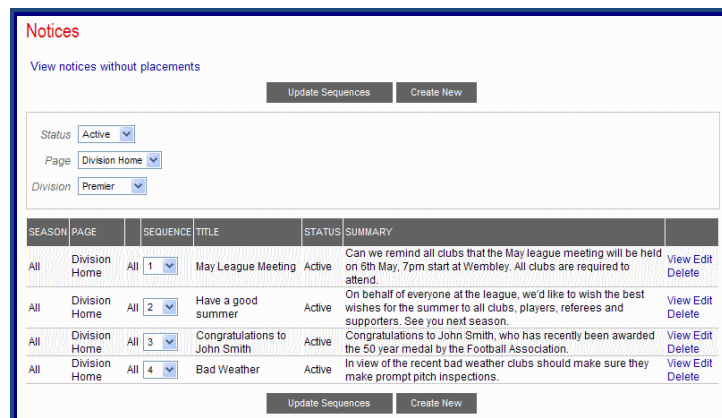 Notices
View notices without placements
Update Sequences Create New
Status Active
Page Division Home
Division Premier
SEASON PAGE SEQUENCE TITLE STATUS SUMMARY
All Division Home All 1 May League Meeting Active Can we remind all clubs that the May league meeting will be held on 6th May, 7pm start at Wembley. All clubs are required to attend. View Edit Delete
All Division Home All 2 Have a good summer Active On behalf of everyone at the league, we'd like to wish the best wishes for the summer to all clubs, players, referees and supporters. See you next season. View Edit Delete
All Division Home All 3 Congratulations to John Smith Active Congratulations to John Smith, who has recently been awarded the 50 year medal by the Football Association. View Edit Delete
All Division Home All 4 Bad Weather Active In view of the recent bad weather clubs should make sure they make prompt pitch inspections. View Edit Delete
Update Sequences Create New